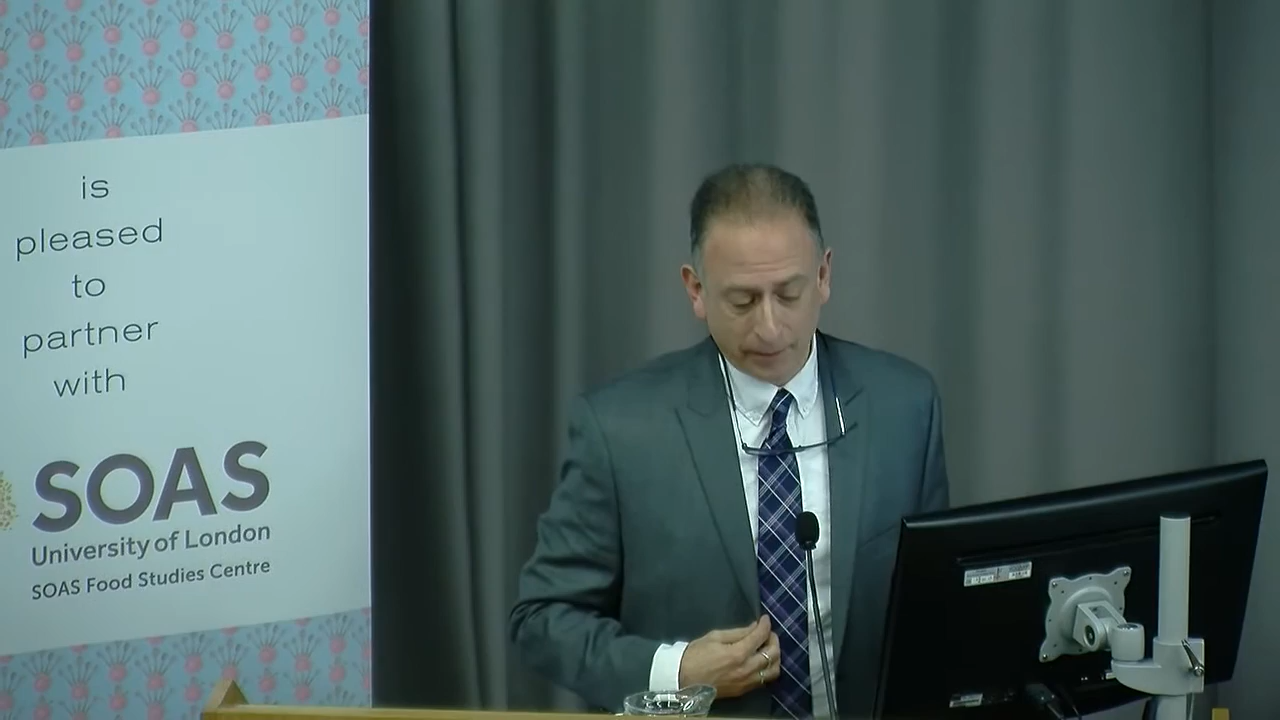 is
pleased
to
partner
with
SOAS
University of London
SOAS Food Studies Centre